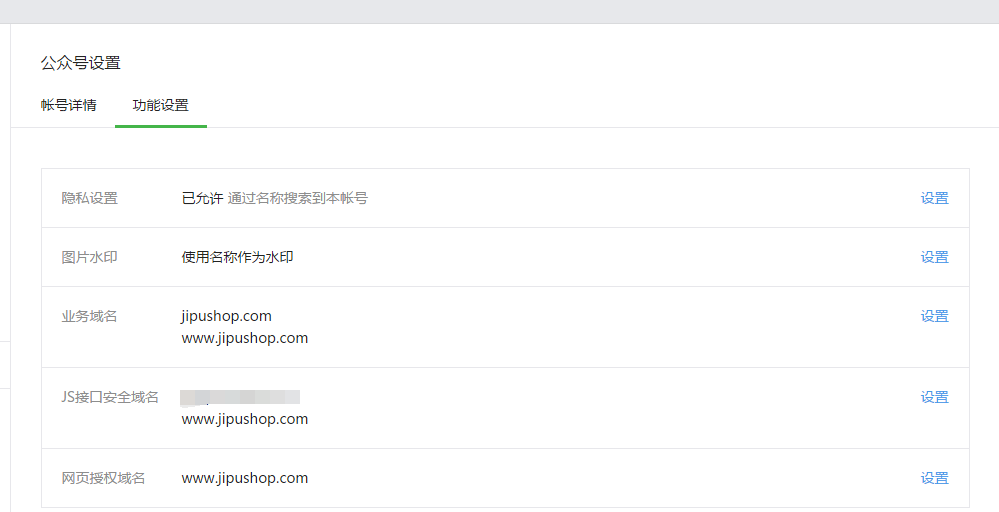 公众号设置
帐号详情 功能设置
隐私设置 已允许 通过名称搜索到本帐号 设置
图片水印 使用名称作为水印 设置
业务域名 jipushop.com 设置
www.jipushop.com
JS接口安全域名 设置
www.jipushop.com
网页授权域名 www.jipushop.com 设置